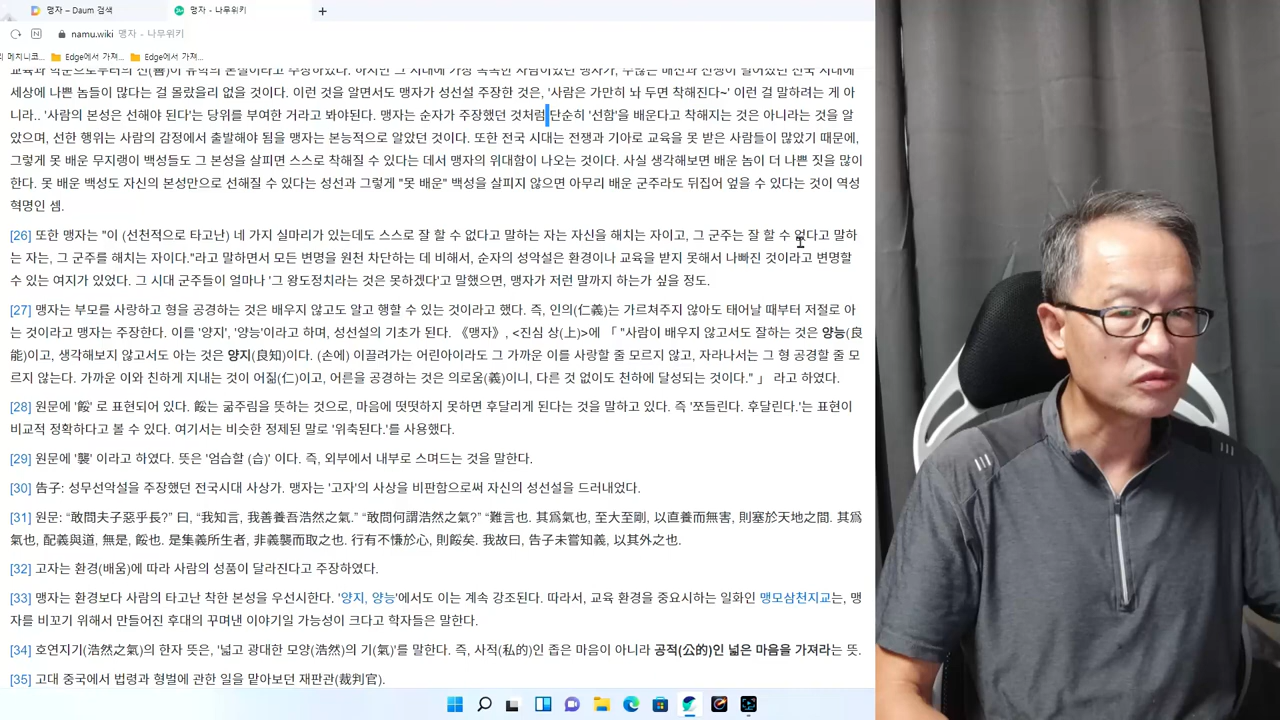 맹자 – Daum 검색
맹자 - 나무위키
namu.wiki 맹자 - 나무위키
Edge에서 가져...
Edge에서 가져...
세상에 나쁜 놈들이 많다는 걸 몰랐을리 없을 것이다. 이런 것을 알면서도 맹자가 성선설 주장한 것은, '사람은 가만히 놔 두면 착해진다~' 이런 걸 말하려는 게 아
니라.. '사람의 본성은 선해야 된다'는 당위를 부여한 거라고 봐야된다. 맹자는 순자가 주장했던 것처럼 단순히 '선함'을 배운다고 착해지는 것은 아니라는 것을 알
았으며, 선한 행위는 사람의 감정에서 출발해야 됨을 맹자는 본능적으로 알았던 것이다. 또한 전국 시대는 전쟁과 기아로 교육을 못 받은 사람들이 많았기 때문에,
그렇게 못 배운 무지랭이 백성들도 그 본성을 살피면 스스로 착해질 수 있다는 데서 맹자의 위대함이 나오는 것이다. 사실 생각해보면 배운 놈이 더 나쁜 짓을 많이
한다. 못 배운 백성도 자신의 본성만으로 선해질 수 있다는 성선과 그렇게 "못 배운" 백성을 살피지 않으면 아무리 배운 군주라도 뒤집어 엎을 수 있다는 것이 역성
혁명인 셈.
[26] 또한 맹자는 "이 (선천적으로 타고난) 네 가지 실마리가 있는데도 스스로 잘 할 수 없다고 말하는 자는 자신을 해치는 자이고, 그 군주는 잘 할 수 없다고 말하
는 자는, 그 군주를 해치는 자이다."라고 말하면서 모든 변명을 원천 차단하는 데 비해서, 순자의 성악설은 환경이나 교육을 받지 못해서 나빠진 것이라고 변명할
수 있는 여지가 있었다. 그 시대 군주들이 얼마나 '그 왕도정치라는 것은 못하겠다'고 말했으면, 맹자가 저런 말까지 하는가 싶을 정도.
[27] 맹자는 부모를 사랑하고 형을 공경하는 것은 배우지 않고도 알고 행할 수 있는 것이라고 했다. 즉, 인의(仁義)는 가르쳐주지 않아도 태어날 때부터 저절로 아
는 것이라고 맹자는 주장한다. 이를 '양지', '양능'이라고 하며, 성선설의 기초가 된다. 《맹자》, <진심 상(上)>에 「 "사람이 배우지 않고서도 잘하는 것은 양능(良
能)이고, 생각해보지 않고서도 아는 것은 양지(良知)이다. (손에) 이끌려가는 어린아이라도 그 가까운 이를 사랑할 줄 모르지 않고, 자라나서는 그 형 공경할 줄 모
르지 않는다. 가까운 이와 친하게 지내는 것이 어짊(仁)이고, 어른을 공경하는 것은 의로움(義)이니, 다른 것 없이도 천하에 달성되는 것이다." 」 라고 하였다.
[28] 원문에 '餒' 로 표현되어 있다. 餒는 굶주림을 뜻하는 것으로, 마음에 떳떳하지 못하면 후달리게 된다는 것을 말하고 있다. 즉 '쪼들린다. 후달린다.'는 표현이
비교적 정확하다고 볼 수 있다. 여기서는 비슷한 정제된 말로 '위축된다.'를 사용했다.
[29] 원문에 '襲' 이라고 하였다. 뜻은 '엄습할 (습)' 이다. 즉, 외부에서 내부로 스며드는 것을 말한다.
[30] 告子: 성무선악설을 주장했던 전국시대 사상가. 맹자는 '고자'의 사상을 비판함으로써 자신의 성선설을 드러내었다.
[31] 원문: “敢問夫子惡乎長?” 曰, “我知言, 我善養吾浩然之氣.” “敢問何謂浩然之氣?” “難言也. 其爲氣也, 至大至剛, 以直養而無害, 則塞於天地之間. 其爲
氣也, 配義與道, 無是, 餒也. 是集義所生者, 非義襲而取之也. 行有不慊於心, 則餒矣. 我故曰, 告子未嘗知義, 以其外之也.
[32] 고자는 환경(배움)에 따라 사람의 성품이 달라진다고 주장하였다.
[33] 맹자는 환경보다 사람의 타고난 착한 본성을 우선시한다. '양지, 양능'에서도 이는 계속 강조된다. 따라서, 교육 환경을 중요시하는 일화인 맹모삼천지교는, 맹
자를 비꼬기 위해서 만들어진 후대의 꾸며낸 이야기일 가능성이 크다고 학자들은 말한다.
[34] 호연지기(浩然之氣)의 한자 뜻은, '넓고 광대한 모양(浩然)의 기(氣)'를 말한다. 즉, 사적(私的)인 좁은 마음이 아니라 공적(公的)인 넓은 마음을 가져라는 뜻.
[35] 고대 중국에서 법령과 형벌에 관한 일을 맡아보던 재판관(裁判官).